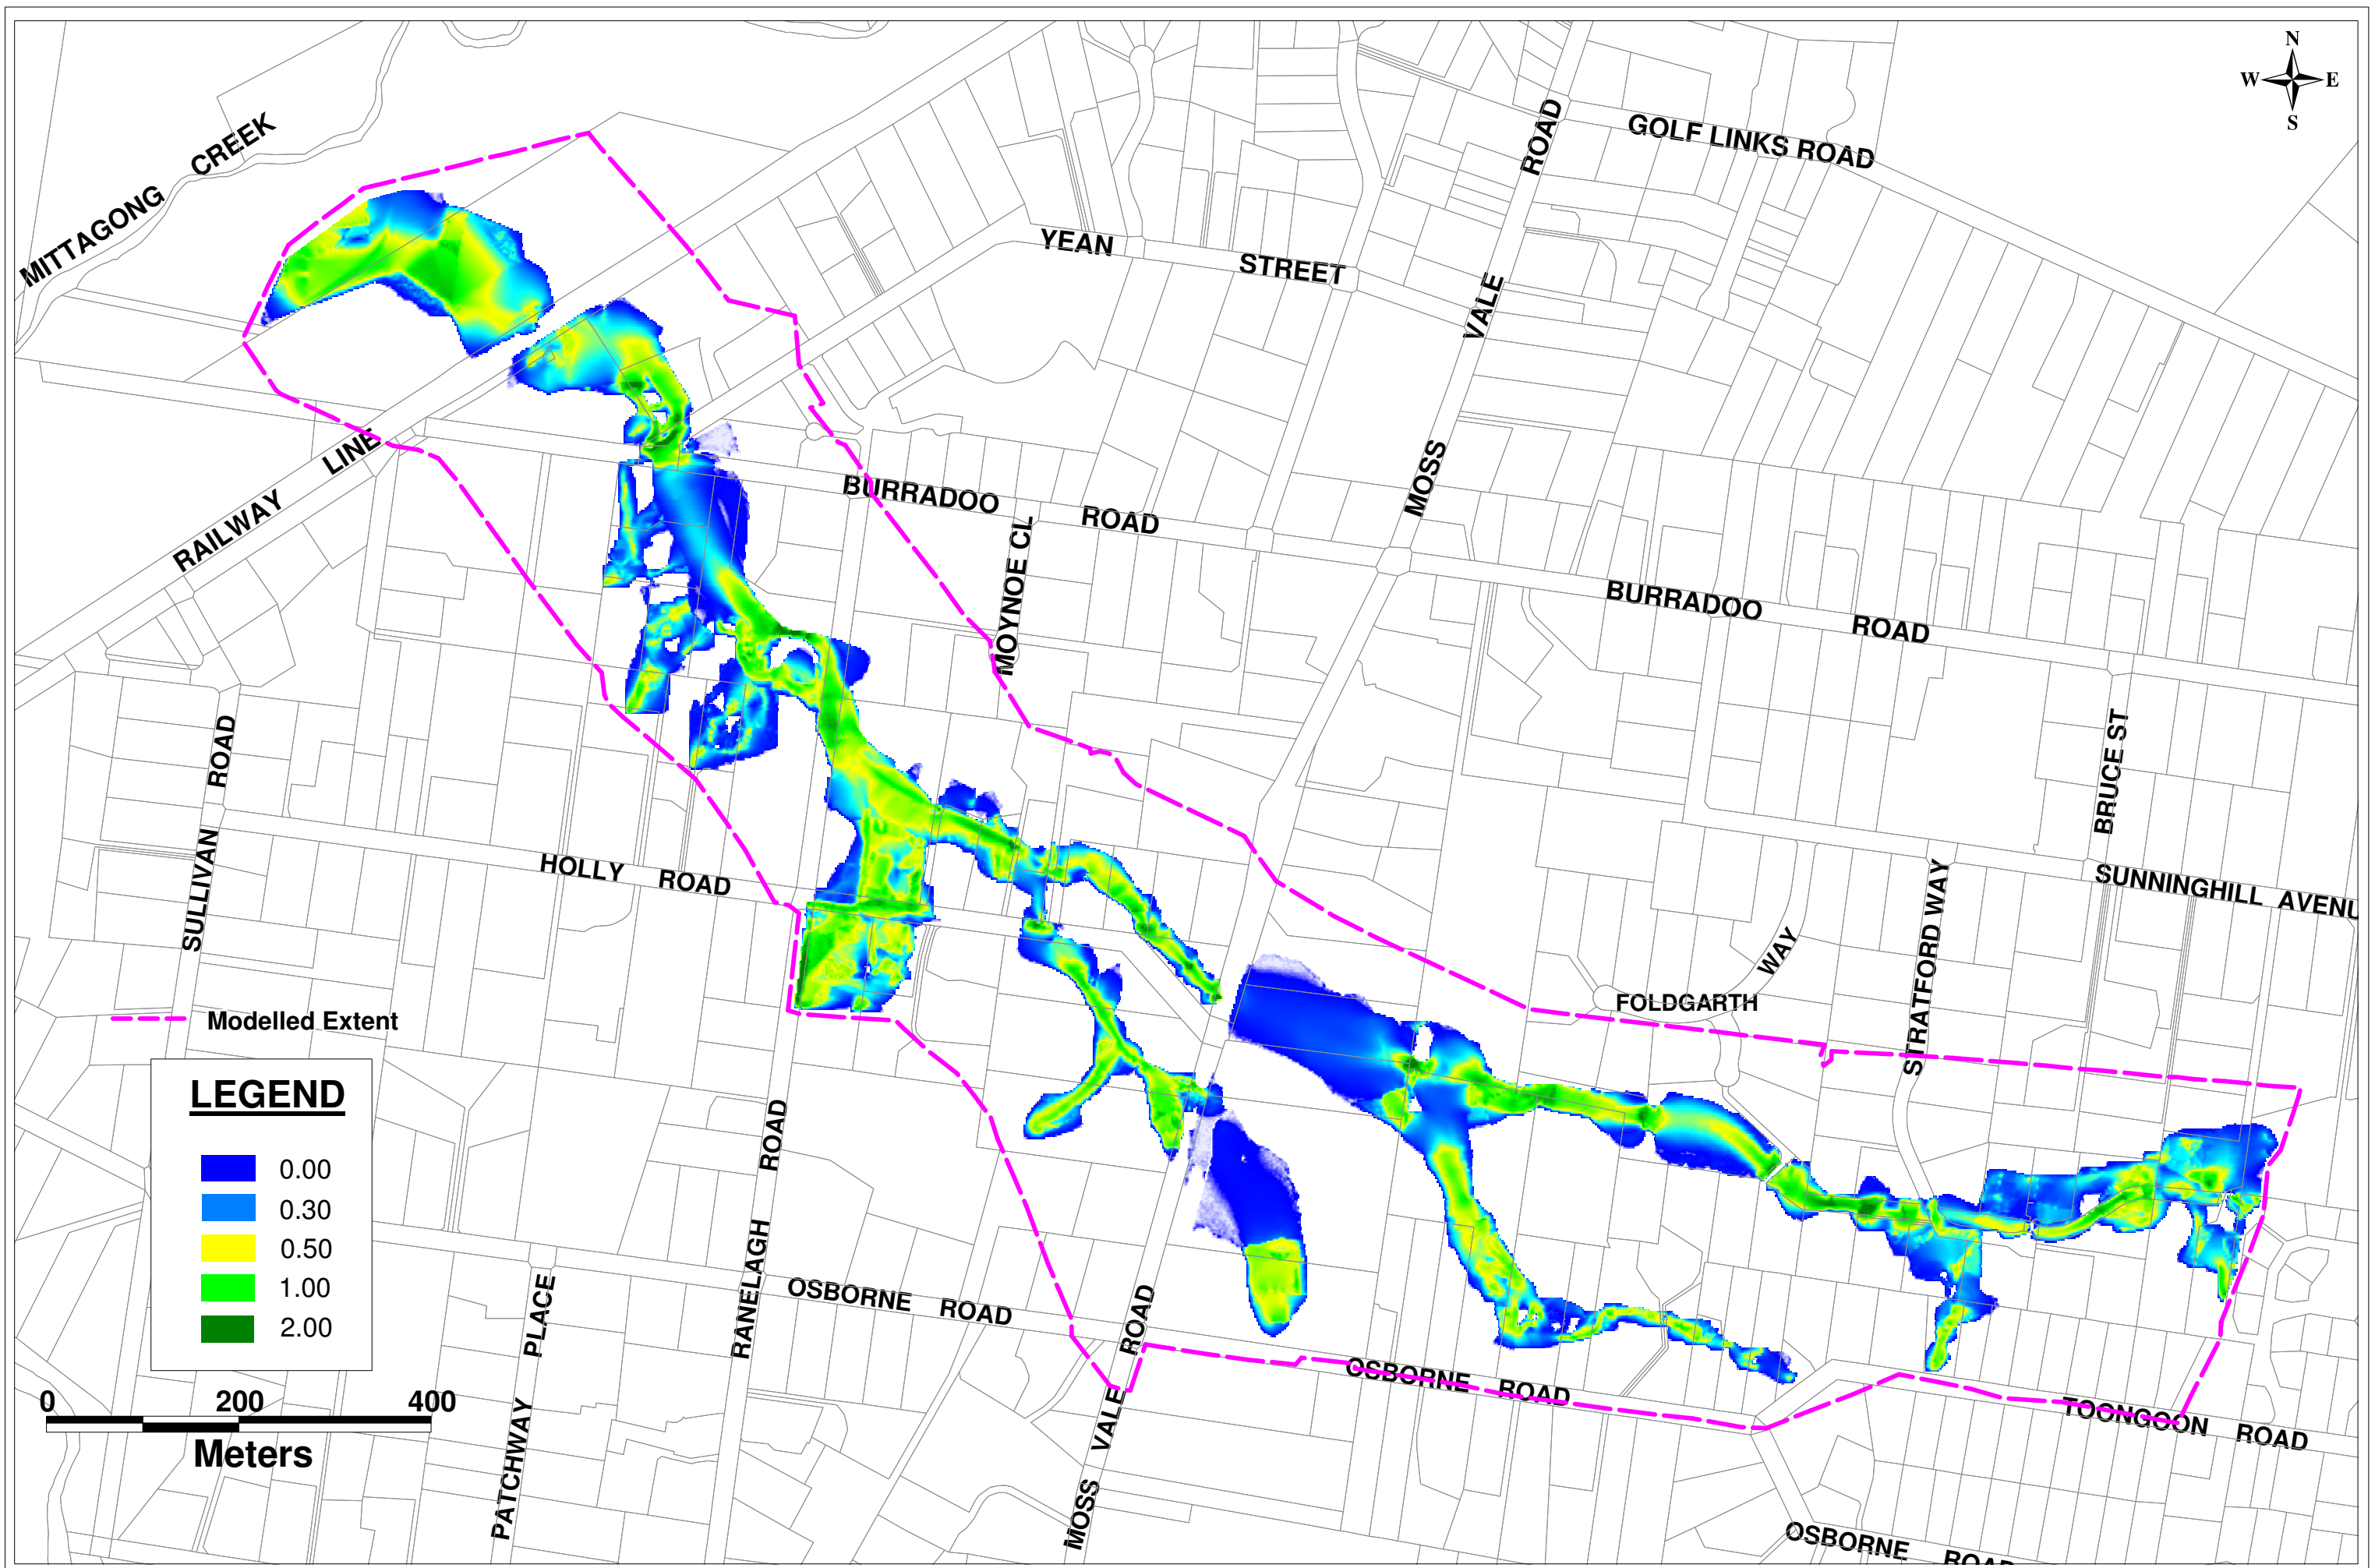 N
W E
S
MITTAGONG CREEK
GOLF LINKS ROAD
YEAN STREET
MOSS VALE ROAD
RAILWAY LINE
BURRADOO ROAD
MOYNOE CL
BURRADOO ROAD
BRUCE ST
SULLIVAN ROAD
HOLLY ROAD
SUNNINGHILL AVENU
STRATFORD WAY
FOLDGARTH WAY
Modelled Extent
LEGEND
0.00
0.30
0.50
1.00
2.00
RANELAGH ROAD
OSBORNE ROAD
PATCHWAY PLACE
MOSS VALE ROAD
OSBORNE ROAD
TOONGOON ROAD
0 200 400
Meters
OSBORNE ROAD